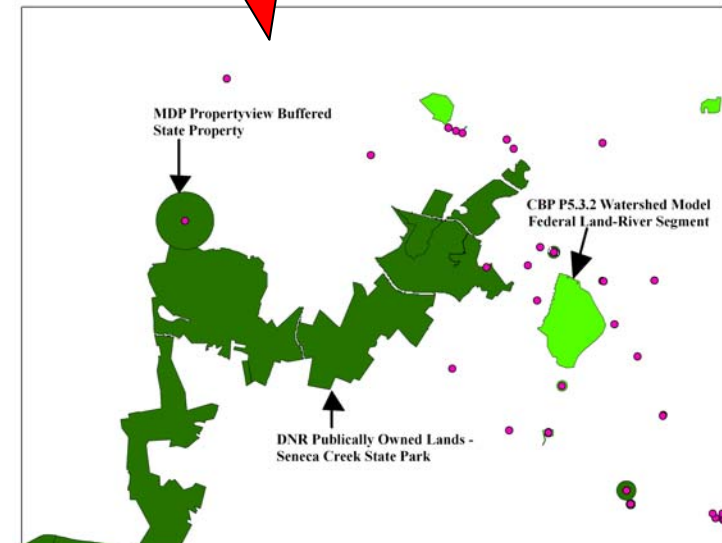 MDP Propertyview Buffered
State Property
CBP P5.3.2 Watershed Model
Federal Land-River Segment
DNR Publically Owned Lands -
Seneca Creek State Park